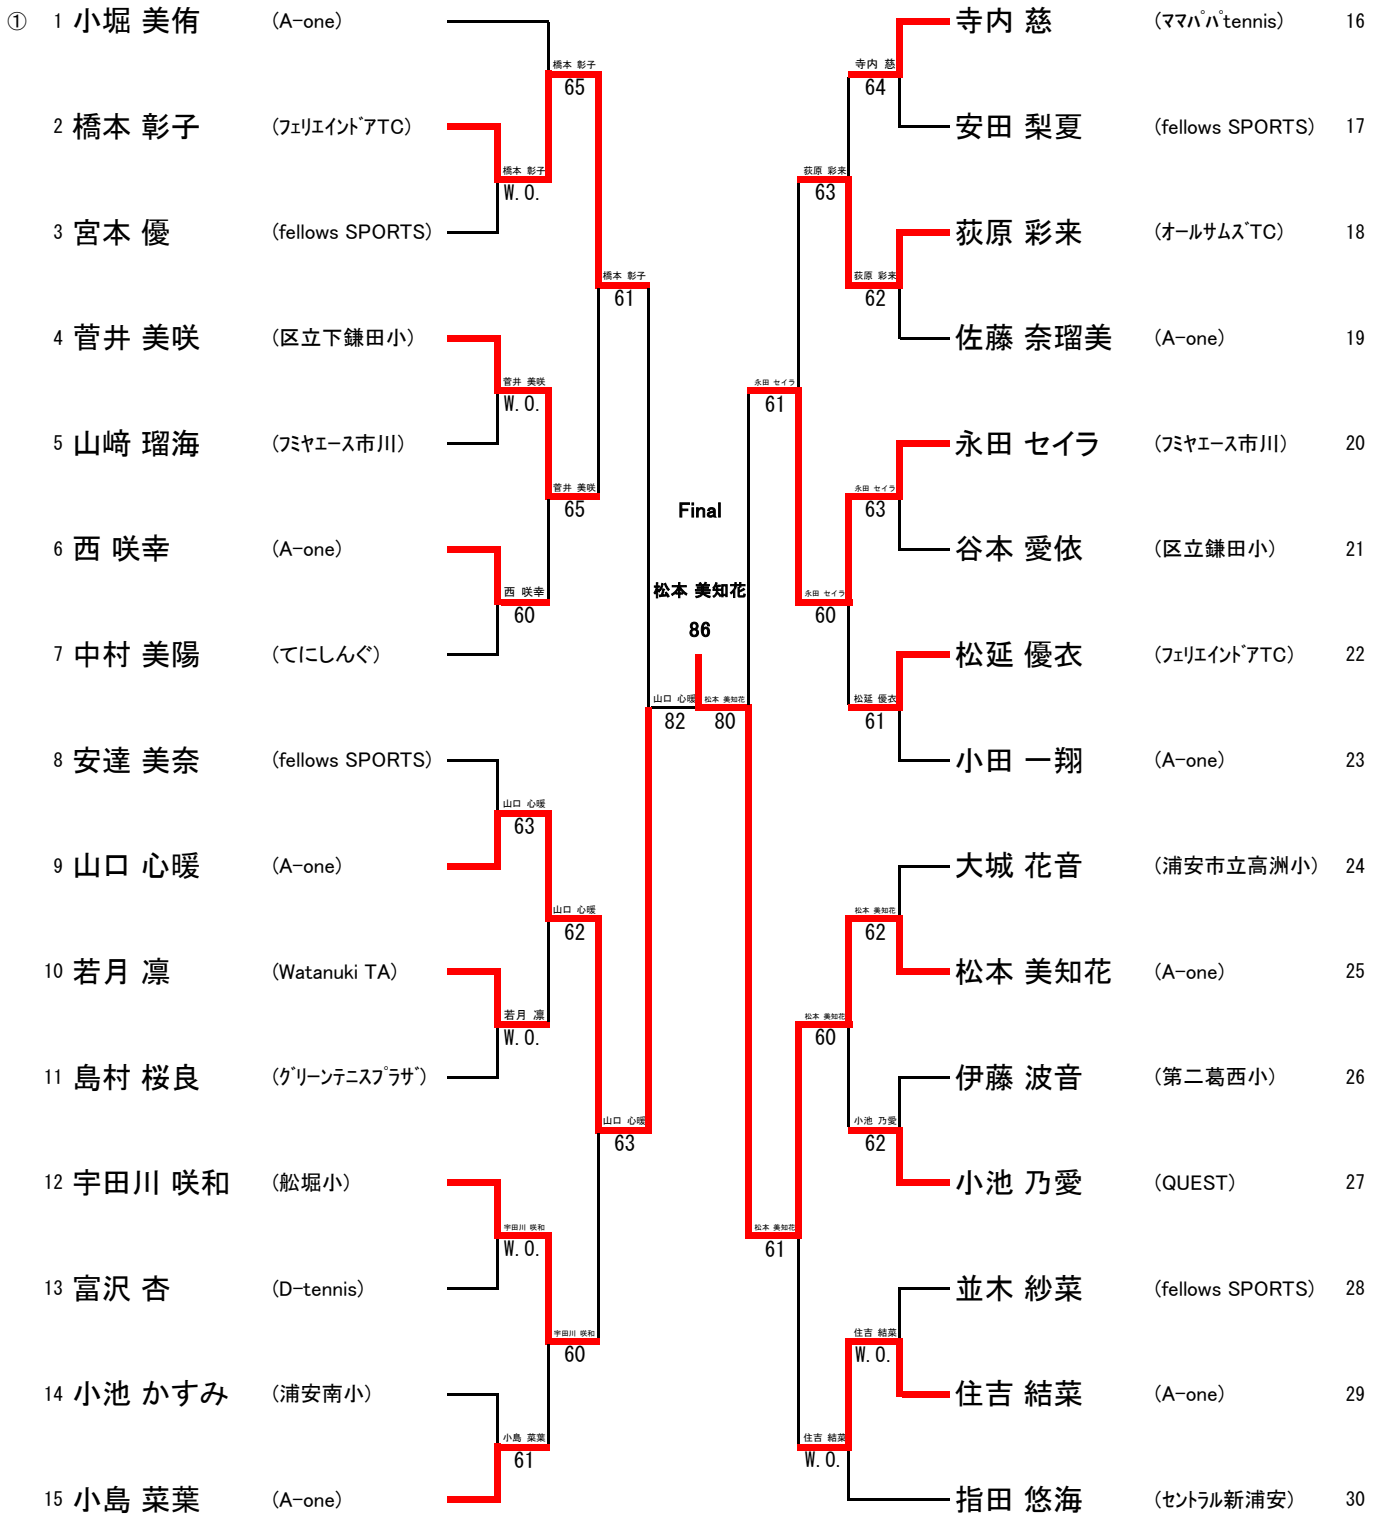 ① 1 小堀 美侑 (A-one)
2 橋本 彰子 (フェリエインドアTC)
3 宮本 優 (fellows SPORTS)
4 菅井 美咲 (区立下鎌田小)
5 山﨑 瑠海 (フミヤエース市川)
6 西 咲幸 (A-one)
7 中村 美陽 (てにしんぐ)
8 安達 美奈 (fellows SPORTS)
9 山口 心暖 (A-one)
10 若月 凛 (Watanuki TA)
11 島村 桜良 (グリーンテニスプラザ)
12 宇田川 咲和 (船堀小)
13 富沢 杏 (D-tennis)
14 小池 かすみ (浦安南小)
15 小島 菜葉 (A-one)
橋本 彰子
W.O.
菅井 美咲
W.O.
西 咲幸
60
山口 心暖
63
若月 凛
W.O.
宇田川 咲和
W.O.
小島 菜葉
61
橋本 彰子
65
菅井 美咲
65
山口 心暖
62
宇田川 咲和
60
橋本 彰子
61
山口 心暖
63
山口 心暖
82
Final
松本 美知花
86
松本 美知花
80
永田 セイラ
61
松本 美知花
61
荻原 彩来
63
永田 セイラ
60
松本 美知花
60
住吉 結菜
W.O.
寺内 慈
64
荻原 彩来
62
永田 セイラ
63
松延 優衣
61
松本 美知花
62
小池 乃愛
62
住吉 結菜
W.O.
寺内 慈 (ママパパtennis) 16
安田 梨夏 (fellows SPORTS) 17
荻原 彩来 (オールサムズTC) 18
佐藤 奈瑠美 (A-one) 19
永田 セイラ (フミヤエース市川) 20
谷本 愛依 (区立鎌田小) 21
松延 優衣 (フェリエインドアTC) 22
小田 一翔 (A-one) 23
大城 花音 (浦安市立高洲小) 24
松本 美知花 (A-one) 25
伊藤 波音 (第二葛西小) 26
小池 乃愛 (QUEST) 27
並木 紗菜 (fellows SPORTS) 28
住吉 結菜 (A-one) 29
指田 悠海 (セントラル新浦安) 30